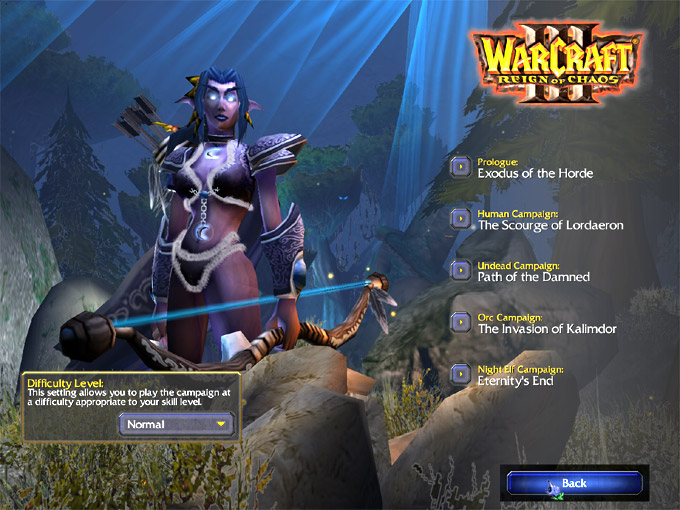 WARCRAFT
III
REIGN OF CHAOS
Prologue:
Exodus of the Horde
Human Campaign:
The Scourge of Lordaeron
Undead Campaign:
Path of the Damned
Orc Campaign:
The Invasion of Kalimdor
Night Elf Campaign:
Eternity's End
Difficulty Level:
This setting allows you to play the campaign at
a difficulty appropriate to your skill level.
Normal
Back